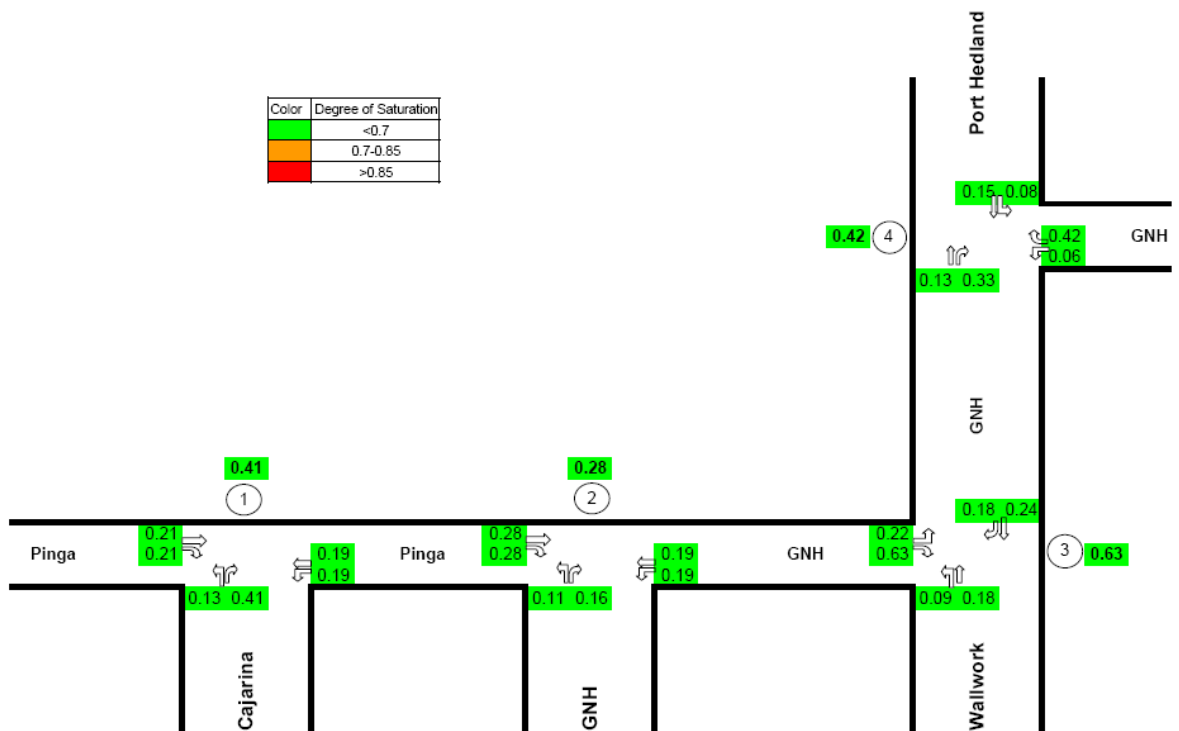 Port Hedland
Color Degree of Saturation
<0.7
0.7-0.85
>0.85
0.15 0.08
0.42 4
0.42 GNH
0.06
0.13 0.33
GNH
0.41 0.28
1 2
0.18 0.24
0.21 0.28 0.22
Pinga 0.21 0.19 Pinga 0.28 0.19 GNH 0.63 3 0.63
0.19 0.19
0.13 0.41 0.11 0.16 0.09 0.18
Cajarina GNH Wallwork